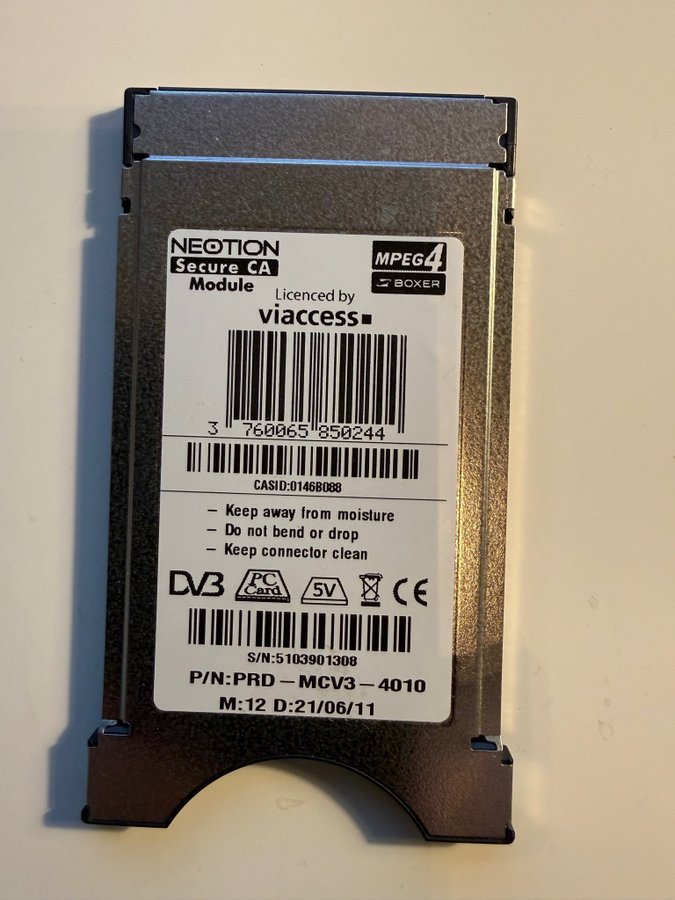 NEOTION
Secure CA
Module
MPEG4
BOXER
Licenced by
viaccess
3 760065 850244
CASID:0146B088
– Keep away from moisture
– Do not bend or drop
– Keep connector clean
DVB
PC
Card
5V
CE
S/N:5103901308
P/N:PRD – MCV3 – 4010
M:12 D:21/06/11